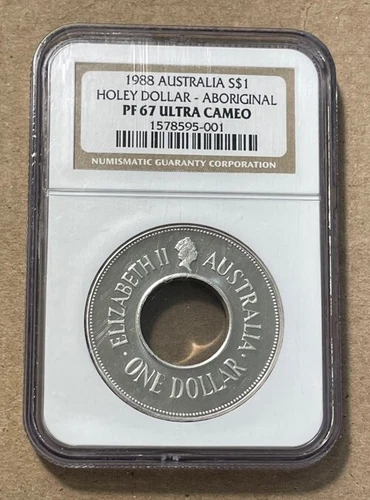 1988 AUSTRALIA S$1
HOLEY DOLLAR - ABORIGINAL
PF 67 ULTRA CAMEO
1578595-001
NUMISMATIC GUARANTY CORPORATION
ELIZABETH II AUSTRALIA
· ONE DOLLAR ·